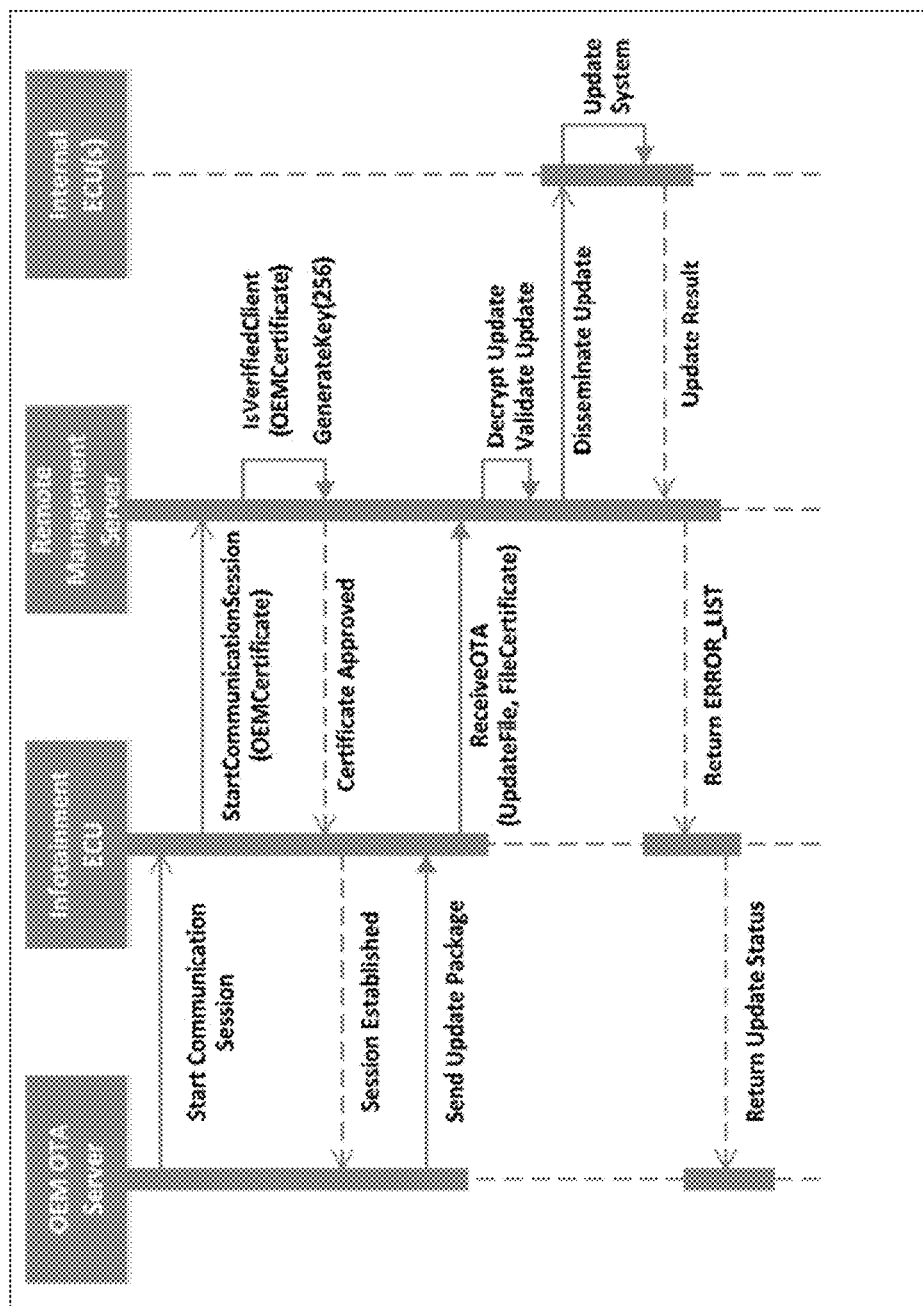 OEM OTA
Server
Infotainment
ECU
Remote
Management
Server
Internal
ECU(s)
Start Communication
Session
StartCommunicationSession
(OEMCertificate)
IsVerifiedClient
(OEMCertificate)
GenerateKey(256)
Certificate Approved
Session Established
Send Update Package
ReceiveOTA
(UpdateFile, FileCertificate)
Decrypt Update
Validate Update
Disseminate Update
Update
System
Update Result
Return ERROR_LIST
Return Update Status